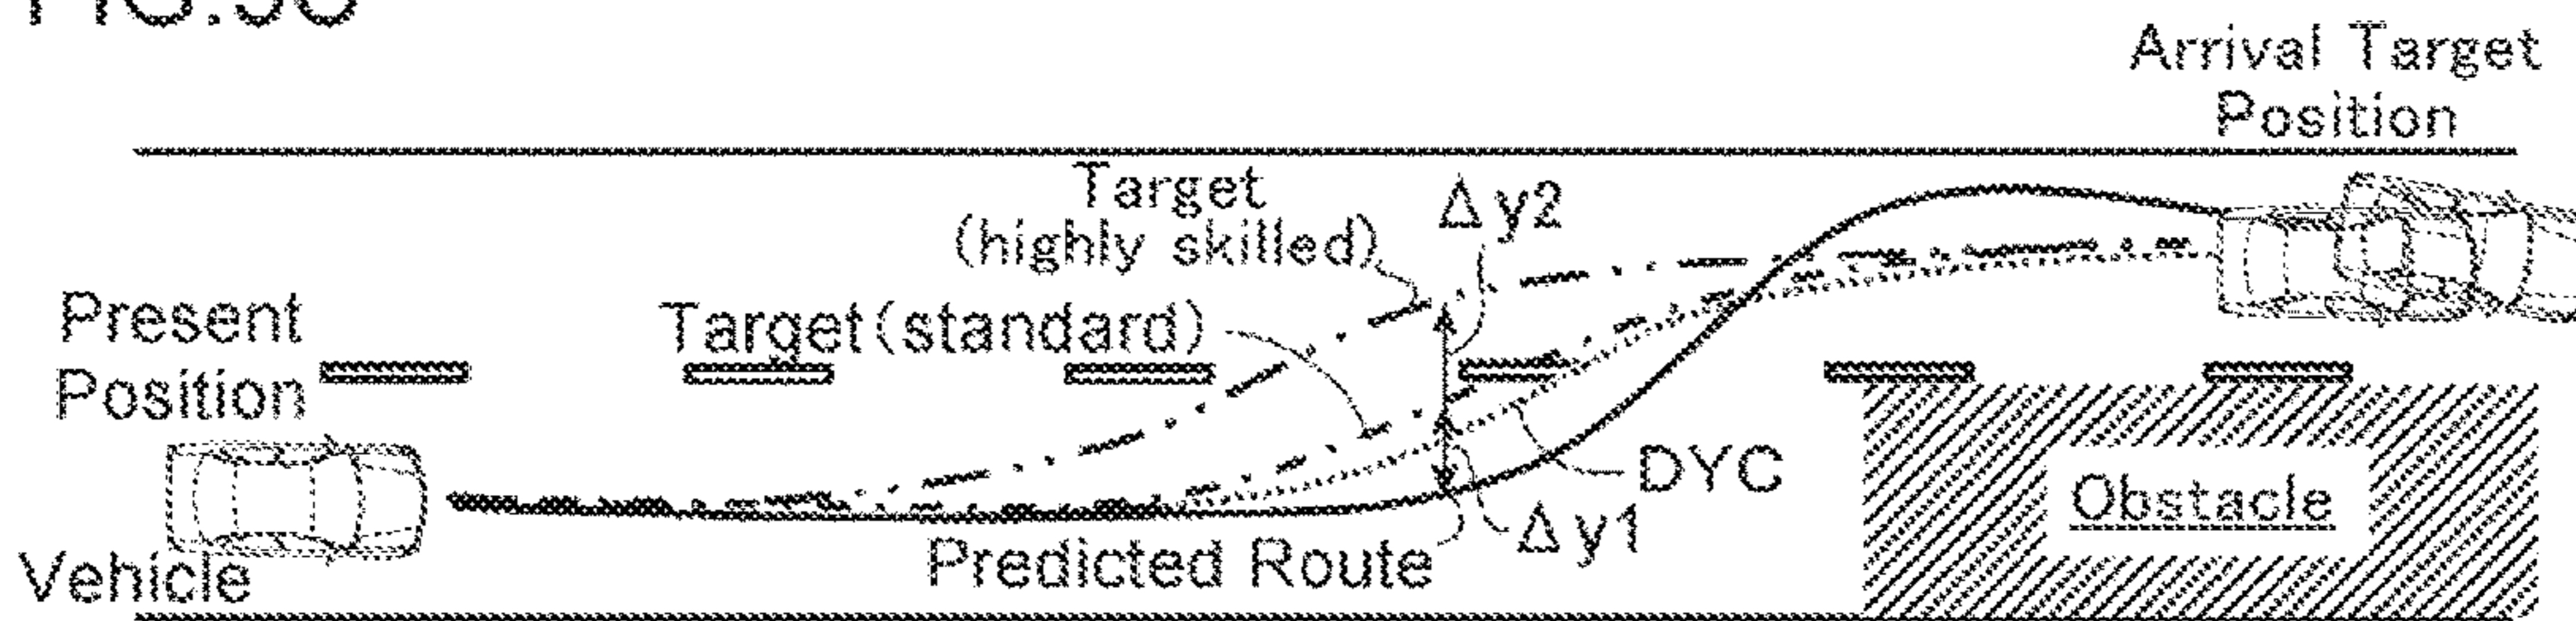 Arrival Target
Position
Target
(highly skilled)
Δy2
Present
Position
Target(standard)
DYC
Obstacle
Δy1
Predicted Route
Vehicle